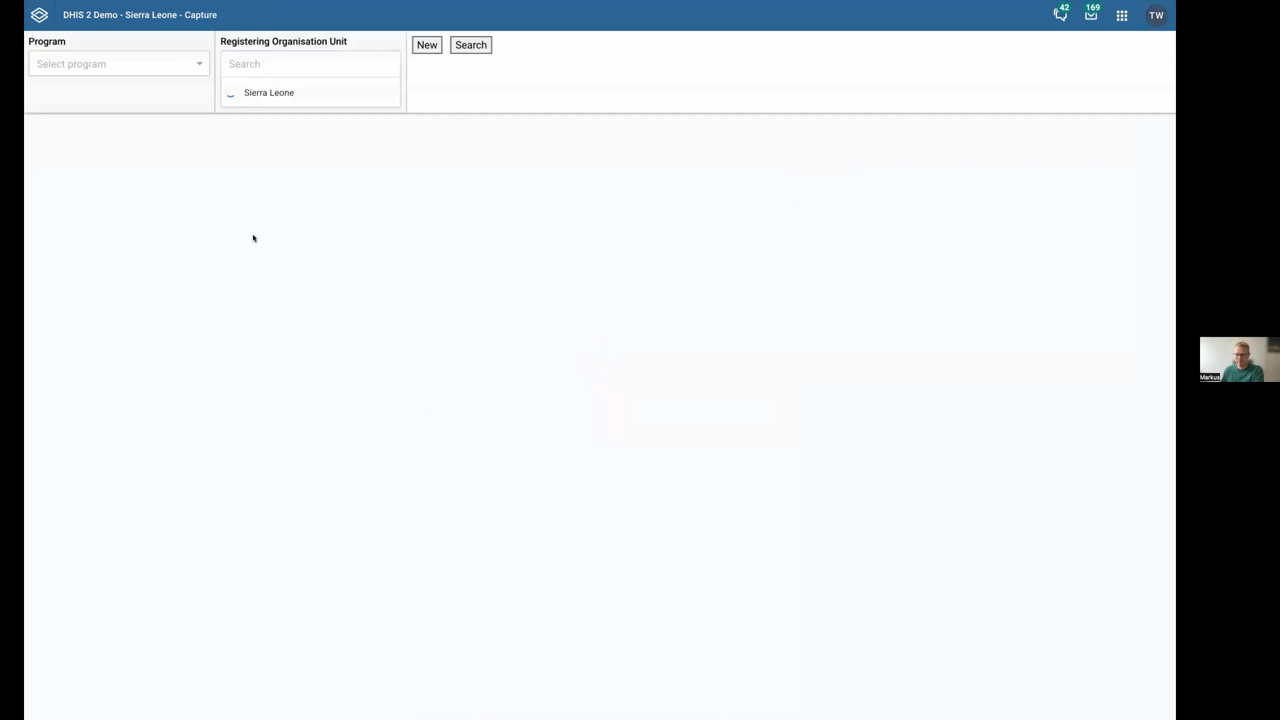 DHIS 2 Demo - Sierra Leone - Capture
42
169
TW
Program
Registering Organisation Unit
New
Search
Select program
Search
Sierra Leone
Markus